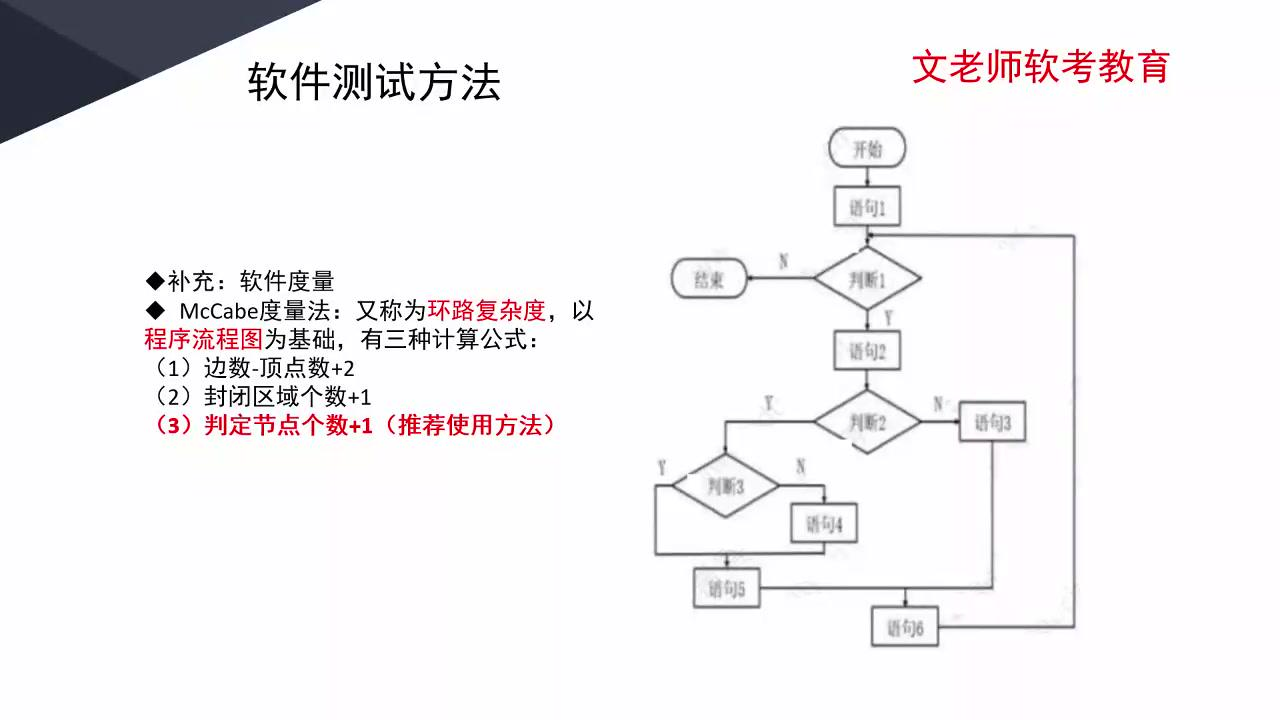 软件测试方法
文老师软考教育
◆补充：软件度量
◆ McCabe度量法：又称为环路复杂度，以
程序流程图为基础，有三种计算公式：
（1）边数-顶点数+2
（2）封闭区域个数+1
（3）判定节点个数+1（推荐使用方法）
开始
语句1
结束
N
判断1
Y
语句2
Y
判断2
N
语句3
Y
判断3
N
语句4
语句5
语句6